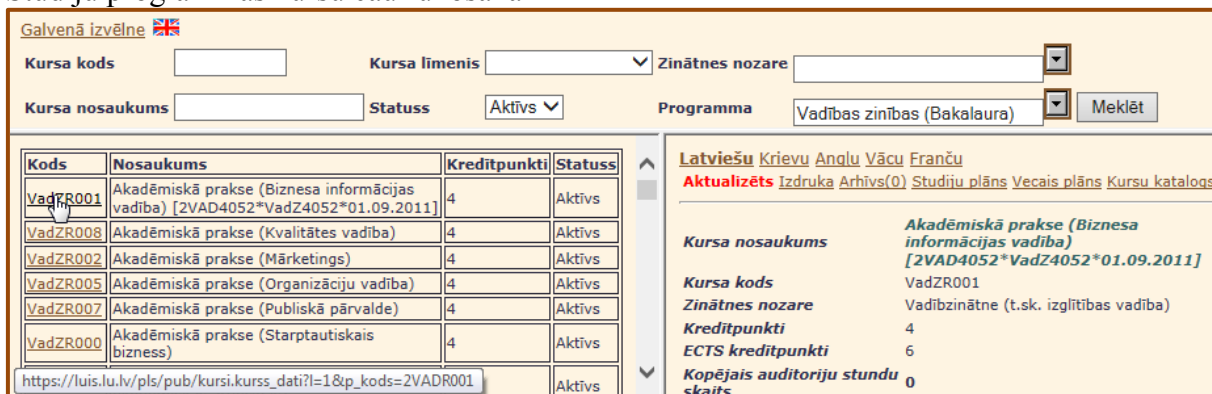 Galvenā izvēlne
Kursa kods Kursa līmenis Zinātnes nozare
Kursa nosaukums Statuss Aktīvs Programma Vadības zinības (Bakalaura) Meklēt
Kods Nosaukums Kredītpunkti Statuss
VadZR001 Akadēmiskā prakse (Biznesa informācijas vadība) [2VAD4052*VadZ4052*01.09.2011] 4 Aktīvs
VadZR008 Akadēmiskā prakse (Kvalitātes vadība) 4 Aktīvs
VadZR002 Akadēmiskā prakse (Mārketings) 4 Aktīvs
VadZR005 Akadēmiskā prakse (Organizāciju vadība) 4 Aktīvs
VadZR007 Akadēmiskā prakse (Publiskā pārvalde) 4 Aktīvs
VadZR000 Akadēmiskā prakse (Starptautiskais bizness) 4 Aktīvs
Aktīvs
https://luis.lu.lv/pls/pub/kursi.kurss_dati?l=1&p_kods=2VADR001
Latviešu Krievu Angļu Vācu Franču
Aktualizēts Izdruka Arhīvs(0) Studiju plāns Vecais plāns Kursu katalogs
Kursa nosaukums Akadēmiskā prakse (Biznesa
informācijas vadība)
[2VAD4052*VadZ4052*01.09.2011]
Kursa kods VadZR001
Zinātnes nozare Vadībzinātne (t.sk. izglītības vadība)
Kredītpunkti 4
ECTS kredītpunkti 6
Kopējais auditoriju stundu
skaits 0